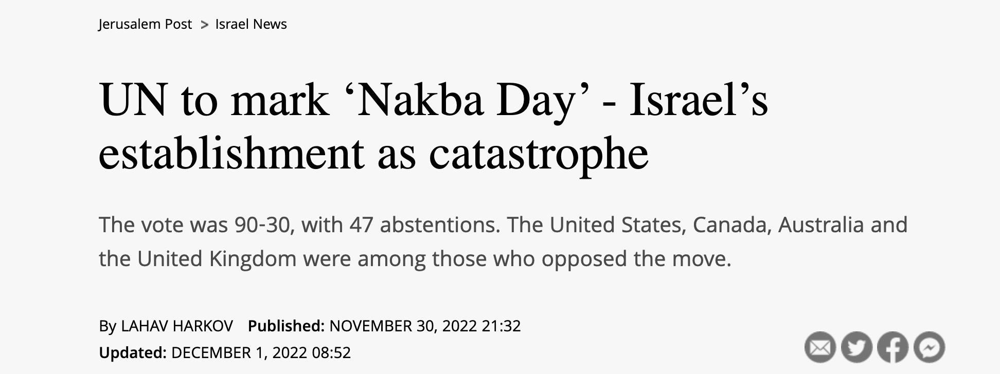 Jerusalem Post > Israel News
UN to mark ‘Nakba Day’ - Israel’s
establishment as catastrophe
The vote was 90-30, with 47 abstentions. The United States, Canada, Australia and
the United Kingdom were among those who opposed the move.
By LAHAV HARKOV Published: NOVEMBER 30, 2022 21:32
Updated: DECEMBER 1, 2022 08:52